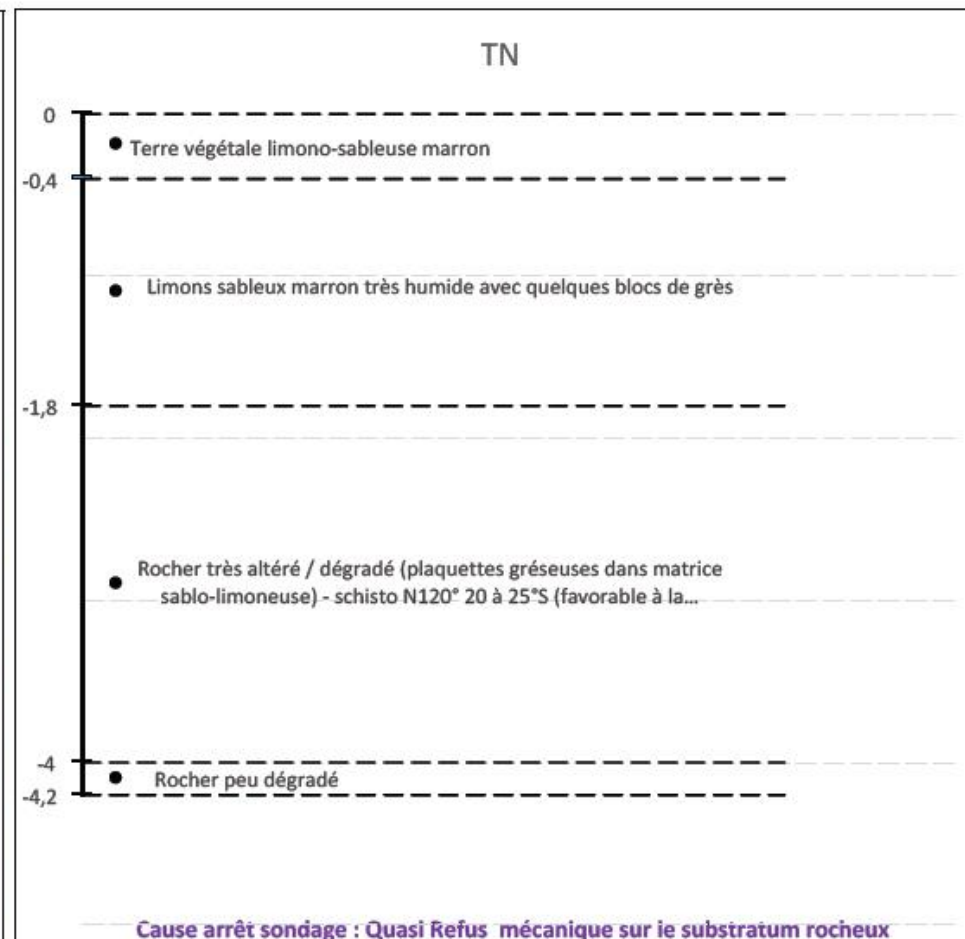 TN
0
Terre végétale limono-sableuse marron
-0,4
Limons sableux marron très humide avec quelques blocs de grès
-1,8
Rocher très altéré / dégradé (plaquettes gréseuses dans matrice
sablo-limoneuse) - schisto N120° 20 à 25°S (favorable à la...
-4
Rocher peu dégradé
-4,2
Cause arrêt sondage : Quasi Refus mécanique sur le substratum rocheux